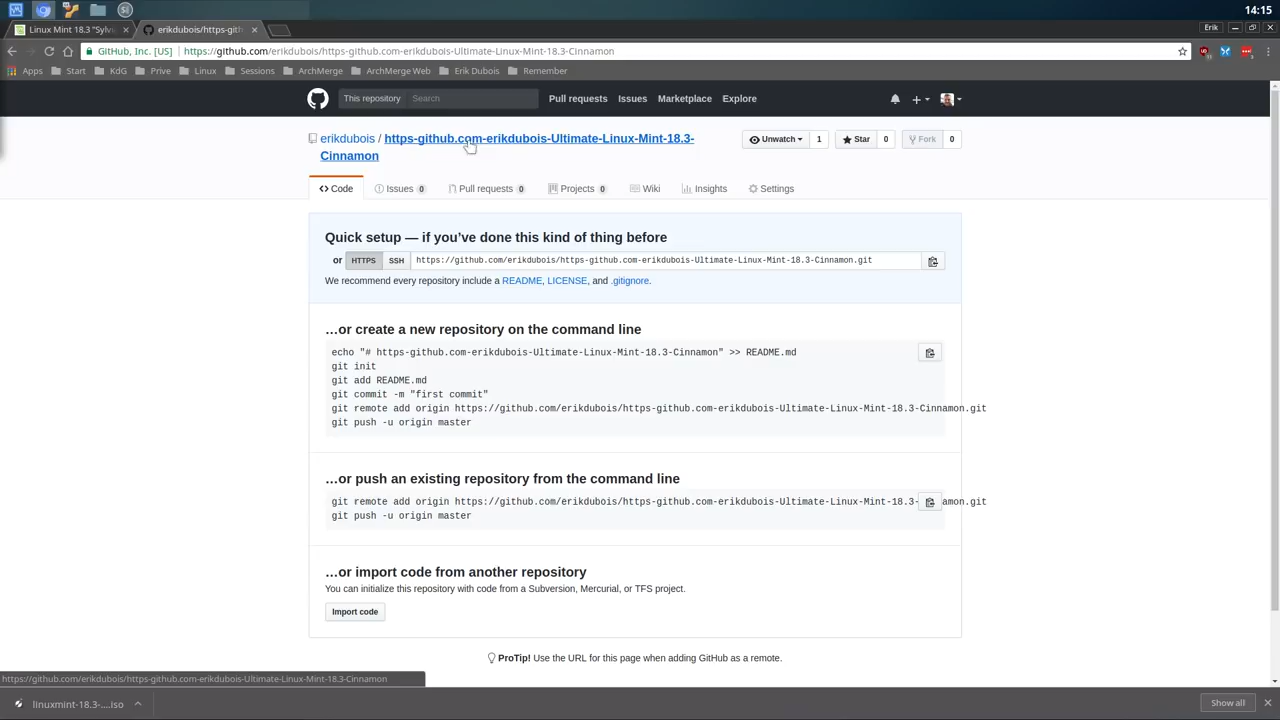 14:15
Linux Mint 18.3 "Sylvi
erikdubois/https-gith
Erik
GitHub, Inc. [US]
https://github.com/erikdubois/https-github-com-erikdubois-Ultimate-Linux-Mint-18.3-Cinnamon
Apps Start KdG Prive Linux Sessions ArchMerge ArchMerge Web Erik Dubois Remember
This repository Search Pull requests Issues Marketplace Explore
erikdubois / https-github.com-erikdubois-Ultimate-Linux-Mint-18.3-
Cinnamon
Unwatch 1 Star 0 Fork 0
Code Issues 0 Pull requests 0 Projects 0 Wiki Insights Settings
Quick setup — if you’ve done this kind of thing before
or HTTPS SSH https://github.com/erikdubois/https-github-com-erikdubois-Ultimate-Linux-Mint-18.3-Cinnamon.git
We recommend every repository include a README, LICENSE, and .gitignore.
…or create a new repository on the command line
echo "# https-github.com-erikdubois-Ultimate-Linux-Mint-18.3-Cinnamon" >> README.md
git init
git add README.md
git commit -m "first commit"
git remote add origin https://github.com/erikdubois/https-github-com-erikdubois-Ultimate-Linux-Mint-18.3-Cinnamon.git
git push -u origin master
…or push an existing repository from the command line
git remote add origin https://github.com/erikdubois/https-github-com-erikdubois-Ultimate-Linux-Mint-18.3- amon.git
git push -u origin master
…or import code from another repository
You can initialize this repository with code from a Subversion, Mercurial, or TFS project.
Import code
ProTip! Use the URL for this page when adding GitHub as a remote.
https://github.com/erikdubois/https-github-com-erikdubois-Ultimate-Linux-Mint-18.3-Cinnamon
linuxmint-18.3-....iso
Show all